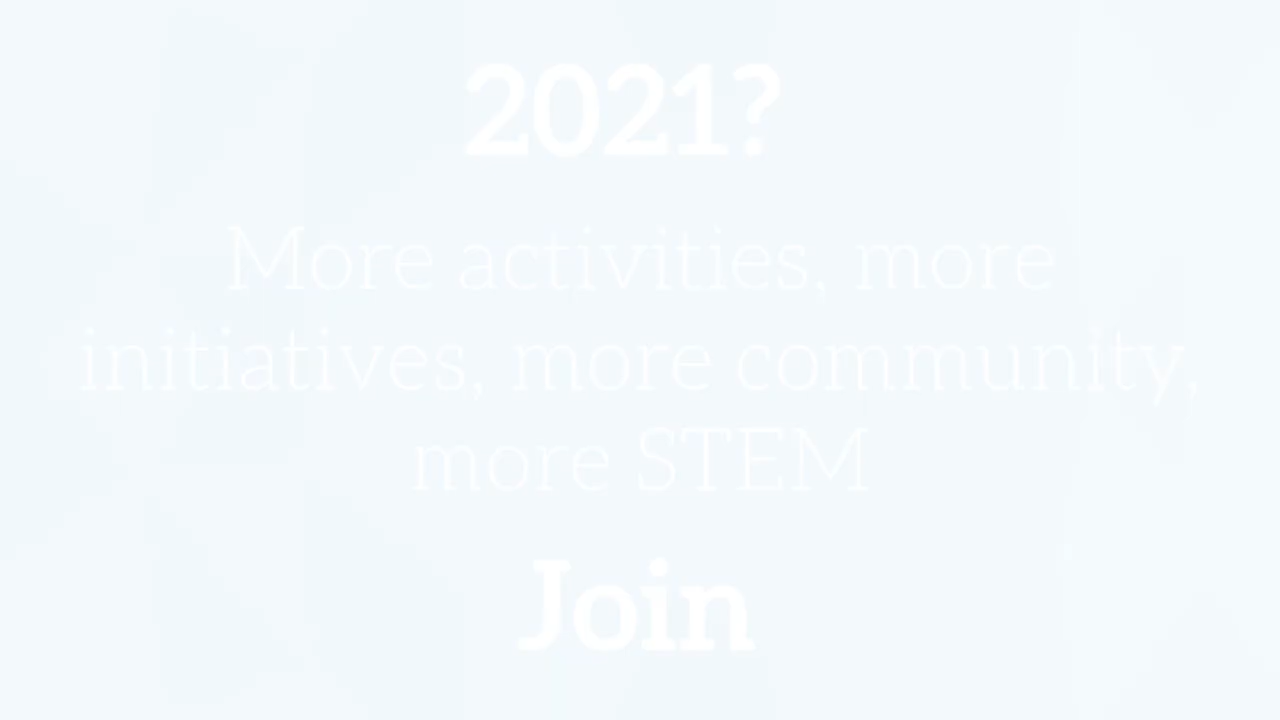 2021?
More activities, more
initiatives, more community,
more STEM
Join